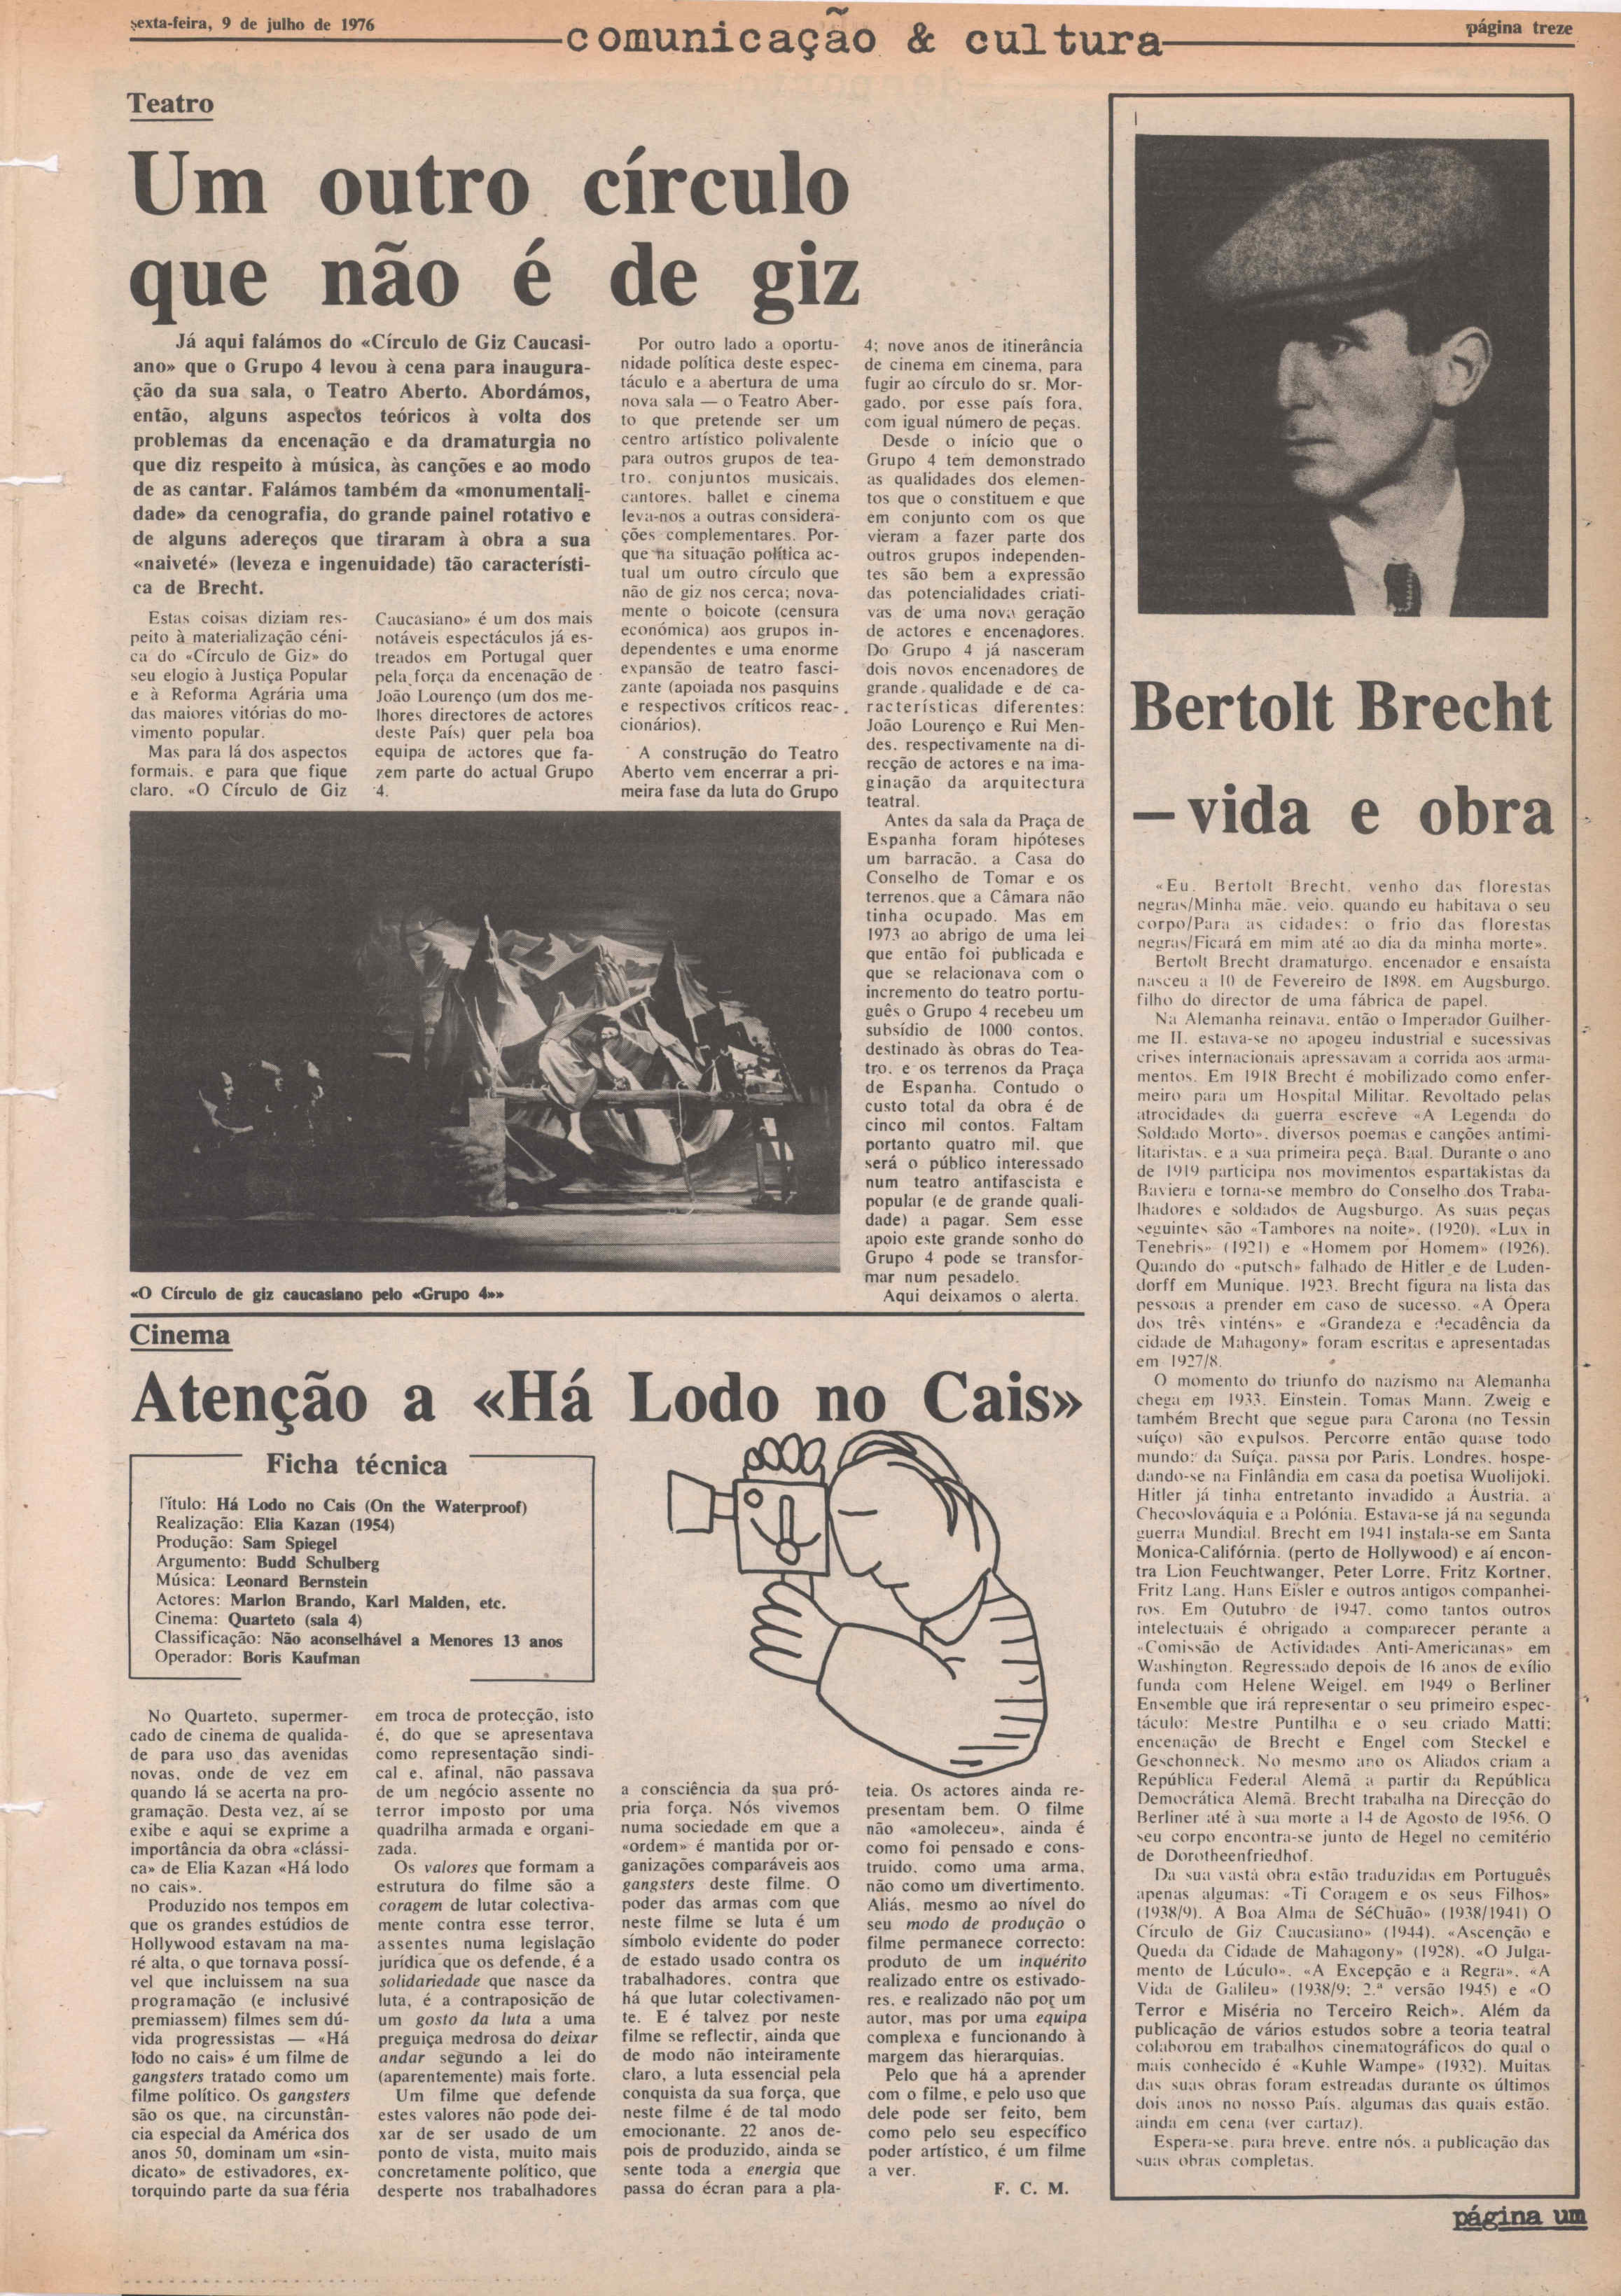 sexta-feira, 9 de julho de 1976
comunicação & cultura
página treze
Teatro
Um outro círculo
que não é de giz
Já aqui falámos do «Círculo de Giz Caucasi-
ano» que o Grupo 4 levou à cena para inaugura-
ção da sua sala, o Teatro Aberto. Abordámos,
então, alguns aspectos teóricos à volta dos
problemas da encenação e da dramaturgia no
que diz respeito à música, às canções e ao modo
de as cantar. Falámos também da «monumentali-
dade» da cenografia, do grande painel rotativo e
de alguns adereços que tiraram à obra a sua
«naiveté» (leveza e ingenuidade) tão característi-
ca de Brecht.
Estas coisas diziam res-
peito à materialização céni-
ca do «Círculo de Giz» do
seu elogio à Justiça Popular
e à Reforma Agrária uma
das maiores vitórias do mo-
vimento popular.
Mas para lá dos aspectos
formais, e para que fique
claro, «O Círculo de Giz
Caucasiano» é um dos mais
notáveis espectáculos já es-
treados em Portugal quer
pela força da encenação de
João Lourenço (um dos me-
lhores directores de actores
deste País) quer pela boa
equipa de actores que fa-
zem parte do actual Grupo
4.
Por outro lado a oportu-
nidade política deste espec-
táculo e a abertura de uma
nova sala — o Teatro Aber-
to que pretende ser um
centro artístico polivalente
para outros grupos de tea-
tro, conjuntos musicais,
cantores, ballet e cinema
leva-nos a outras considera-
ções complementares. Por-
que na situação política ac-
tual um outro círculo que
não de giz nos cerca; nova-
mente o boicote (censura
económica) aos grupos in-
dependentes e uma enorme
expansão de teatro fasci-
zante (apoiada nos pasquins
e respectivos críticos reac-
cionários).
A construção do Teatro
Aberto vem encerrar a pri-
meira fase da luta do Grupo
4; nove anos de itinerância
de cinema em cinema, para
fugir ao círculo do sr. Mor-
gado, por esse país fora,
com igual número de peças.
Desde o início que o
Grupo 4 tem demonstrado
as qualidades dos elemen-
tos que o constituem e que
em conjunto com os que
vieram a fazer parte dos
outros grupos independen-
tes são bem a expressão
das potencialidades criati-
vas de uma nova geração
de actores e encenadores.
Do Grupo 4 já nasceram
dois novos encenadores de
grande qualidade e de ca-
racterísticas diferentes:
João Lourenço e Rui Men-
des, respectivamente na di-
recção de actores e na ima-
ginação da arquitectura
teatral.
Antes da sala da Praça de
Espanha foram hipóteses
um barracão, a Casa do
Conselho de Tomar e os
terrenos que a Câmara não
tinha ocupado. Mas em
1973 ao abrigo de uma lei
que então foi publicada e
que se relacionava com o
incremento do teatro portu-
guês o Grupo 4 recebeu um
subsídio de 1000 contos,
destinado às obras do Tea-
tro, e os terrenos da Praça
de Espanha. Contudo o
custo total da obra é de
cinco mil contos. Faltam
portanto quatro mil, que
será o público interessado
num teatro antifascista e
popular (e de grande quali-
dade) a pagar. Sem esse
apoio este grande sonho do
Grupo 4 pode se transfor-
mar num pesadelo.
Aqui deixamos o alerta.
«O Círculo de giz caucasiano pelo «Grupo 4»»
Cinema
Atenção a «Há Lodo no Cais»
Ficha técnica
Título: Há Lodo no Cais (On the Waterproof)
Realização: Elia Kazan (1954)
Produção: Sam Spiegel
Argumento: Budd Schulberg
Música: Leonard Bernstein
Actores: Marlon Brando, Karl Malden, etc.
Cinema: Quarteto (sala 4)
Classificação: Não aconselhável a Menores 13 anos
Operador: Boris Kaufman
No Quarteto, supermer-
cado de cinema de qualida-
de para uso das avenidas
novas, onde de vez em
quando lá se acerta na pro-
gramação. Desta vez, aí se
exibe e aqui se exprime a
importância da obra «clássi-
ca» de Elia Kazan «Há lodo
no cais».
Produzido nos tempos em
que os grandes estúdios de
Hollywood estavam na ma-
ré alta, o que tornava possí-
vel que incluissem na sua
programação (e inclusivé
premiassem) filmes sem dú-
vida progressistas — «Há
lodo no cais» é um filme de
gangsters tratado como um
filme político. Os gangsters
são os que, na circunstân-
cia especial da América dos
anos 50, dominam um «sin-
dicato» de estivadores, ex-
torquindo parte da sua féria
em troca de protecção, isto
é, do que se apresentava
como representação sindi-
cal e, afinal, não passava
de um negócio assente no
terror imposto por uma
quadrilha armada e organi-
zada.
Os valores que formam a
estrutura do filme são a
coragem de lutar colectiva-
mente contra esse terror,
assentes numa legislação
jurídica que os defende, é a
solidariedade que nasce da
luta, é a contraposição de
um gosto da luta a uma
preguiça medrosa do deixar
andar segundo a lei do
(aparentemente) mais forte.
Um filme que defende
estes valores não pode dei-
xar de ser usado de um
ponto de vista, muito mais
concretamente político, que
desperte nos trabalhadores
a consciência da sua pró-
pria força. Nós vivemos
numa sociedade em que a
«ordem» é mantida por or-
ganizações comparáveis aos
gangsters deste filme. O
poder das armas com que
neste filme se luta é um
símbolo evidente do poder
de estado usado contra os
trabalhadores, contra que
há que lutar colectivamen-
te. E é talvez por neste
filme se reflectir, ainda que
de modo não inteiramente
claro, a luta essencial pela
conquista da sua força, que
neste filme é de tal modo
emocionante. 22 anos de-
pois de produzido, ainda se
sente toda a energia que
passa do écran para a pla-
teia. Os actores ainda re-
presentam bem. O filme
não «amoleceu», ainda é
como foi pensado e cons-
truido, como uma arma,
não como um divertimento.
Aliás, mesmo ao nível do
seu modo de produção o
filme permanece correcto:
produto de um inquérito
realizado entre os estivado-
res, e realizado não por um
autor, mas por uma equipa
complexa e funcionando à
margem das hierarquias.
Pelo que há a aprender
com o filme, e pelo uso que
dele pode ser feito, bem
como pelo seu específico
poder artístico, é um filme
a ver.
F. C. M.
Bertolt Brecht
– vida e obra
«Eu, Bertolt Brecht, venho das florestas
negras/Minha mãe, veio, quando eu habitava o seu
corpo/Para as cidades: o frio das florestas
negras/Ficará em mim até ao dia da minha morte».
Bertolt Brecht dramaturgo, encenador e ensaísta
nasceu a 10 de Fevereiro de 1898, em Augsburgo,
filho do director de uma fábrica de papel.
Na Alemanha reinava, então o Imperador Guilher-
me II, estava-se no apogeu industrial e sucessivas
crises internacionais apressavam a corrida aos arma-
mentos. Em 1918 Brecht é mobilizado como enfer-
meiro para um Hospital Militar. Revoltado pelas
atrocidades da guerra escreve «A Legenda do
Soldado Morto», diversos poemas e canções antimi-
litaristas, e a sua primeira peça, Baal. Durante o ano
de 1919 participa nos movimentos espartakistas da
Baviera e torna-se membro do Conselho dos Traba-
lhadores e soldados de Augsburgo. As suas peças
seguintes são «Tambores na noite», (1920), «Lux in
Tenebris» (1921) e «Homem por Homem» (1926).
Quando do «putsch» falhado de Hitler e de Luden-
dorff em Munique, 1923, Brecht figura na lista das
pessoas a prender em caso de sucesso. «A Ópera
dos três vinténs» e «Grandeza e decadência da
cidade de Mahagony» foram escritas e apresentadas
em 1927/8.
O momento do triunfo do nazismo na Alemanha
chega em 1933. Einstein, Tomas Mann, Zweig e
também Brecht que segue para Carona (no Tessin
suíço) são expulsos. Percorre então quase todo
mundo: da Suíça, passa por Paris, Londres, hospe-
dando-se na Finlândia em casa da poetisa Wuolijoki.
Hitler já tinha entretanto invadido a Áustria, a
Checoslováquia e a Polónia. Estava-se já na segunda
guerra Mundial. Brecht em 1941 instala-se em Santa
Monica-Califórnia, (perto de Hollywood) e aí encon-
tra Lion Feuchtwanger, Peter Lorre, Fritz Kortner,
Fritz Lang, Hans Eisler e outros antigos companhei-
ros. Em Outubro de 1947, como tantos outros
intelectuais é obrigado a comparecer perante a
«Comissão de Actividades Anti-Americanas» em
Washington. Regressado depois de 16 anos de exílio
funda com Helene Weigel, em 1949 o Berliner
Ensemble que irá representar o seu primeiro espec-
táculo: Mestre Puntilha e o seu criado Matti;
encenação de Brecht e Engel com Steckel e
Geschonneck. No mesmo ano os Aliados criam a
República Federal Alemã a partir da República
Democrática Alemã. Brecht trabalha na Direcção do
Berliner até à sua morte a 14 de Agosto de 1956. O
seu corpo encontra-se junto de Hegel no cemitério
de Dorotheenfriedhof.
Da sua vasta obra estão traduzidas em Português
apenas algumas: «Ti Coragem e os seus Filhos»
(1938/9), A Boa Alma de SéChuão» (1938/1941) O
Círculo de Giz Caucasiano» (1944), «Ascenção e
Queda da Cidade de Mahagony» (1928), «O Julga-
mento de Lúculo», «A Excepção e a Regra», «A
Vida de Galileu» (1938/9; 2.ª versão 1945) e «O
Terror e Miséria no Terceiro Reich». Além da
publicação de vários estudos sobre a teoria teatral
colaborou em trabalhos cinematográficos do qual o
mais conhecido é «Kuhle Wampe» (1932). Muitas
das suas obras foram estreadas durante os últimos
dois anos no nosso País, algumas das quais estão,
ainda em cena (ver cartaz).
Espera-se, para breve, entre nós, a publicação das
suas obras completas.
página um